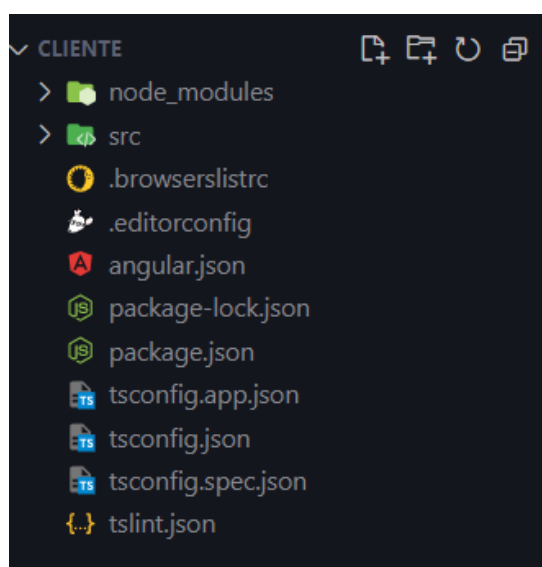 CLIENTE
node_modules
src
.browserslistrc
.editorconfig
angular.json
package-lock.json
package.json
tsconfig.app.json
tsconfig.json
tsconfig.spec.json
tslint.json